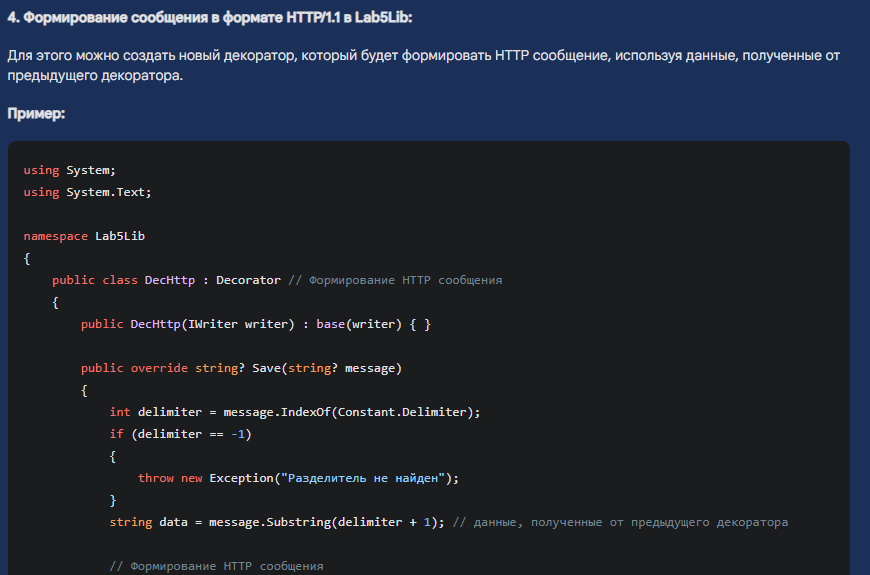 4. Формирование сообщения в формате HTTP/1.1 в Lab5Lib:
Для этого можно создать новый декоратор, который будет формировать HTTP сообщение, используя данные, полученные от
предыдущего декоратора.
Пример:
using System;
using System.Text;
namespace Lab5Lib
{
    public class DecHttp : Decorator // Формирование HTTP сообщения
    {
        public DecHttp(IWriter writer) : base(writer) { }
        public override string? Save(string? message)
        {
            int delimiter = message.IndexOf(Constant.Delimiter);
            if (delimiter == -1)
            {
                throw new Exception("Разделитель не найден");
            }
            string data = message.Substring(delimiter + 1); // данные, полученные от предыдущего декоратора
            // Формирование HTTP сообщения